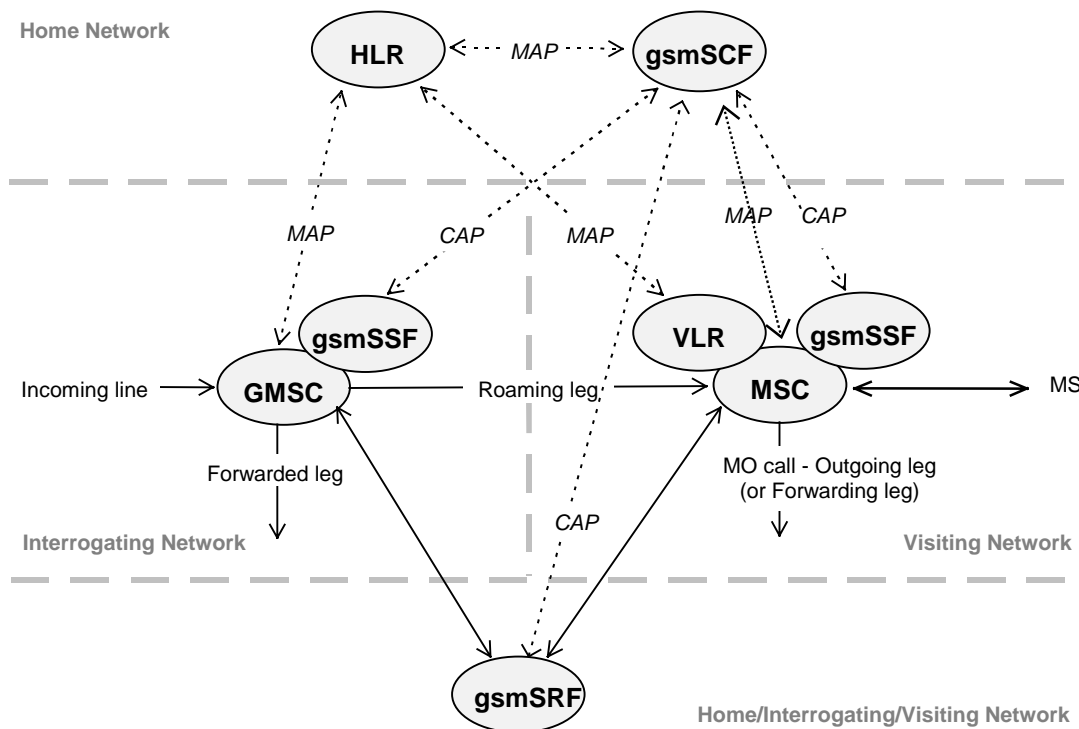 Home Network
HLR
MAP
gsmSCF
MAP
CAP
MAP
MAP
CAP
gsmSSF
VLR
gsmSSF
Incoming line
GMSC
Roaming leg
MSC
MS
Forwarded leg
MO call - Outgoing leg
(or Forwarding leg)
CAP
Interrogating Network
Visiting Network
gsmSRF
Home/Interrogating/Visiting Network